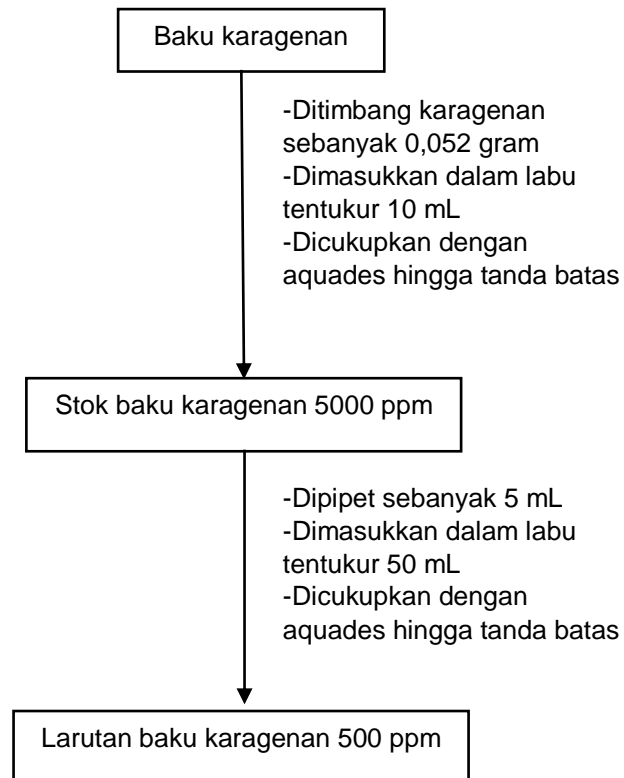 Baku karagenan
-Ditimbang karagenan
sebanyak 0,052 gram
-Dimasukkan dalam labu
tentukur 10 mL
-Dicukupkan dengan
aquades hingga tanda batas
Stok baku karagenan 5000 ppm
-Dipipet sebanyak 5 mL
-Dimasukkan dalam labu
tentukur 50 mL
-Dicukupkan dengan
aquades hingga tanda batas
Larutan baku karagenan 500 ppm